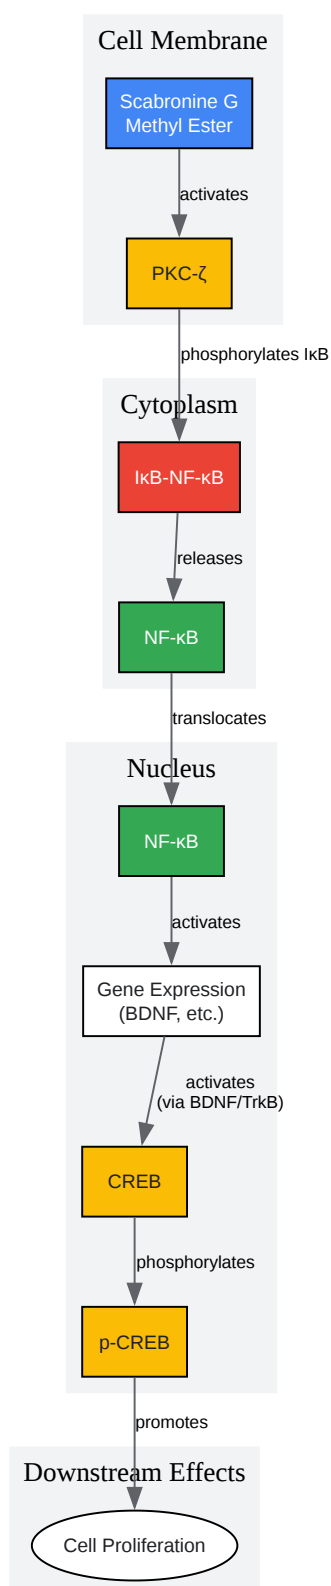 Cell Membrane
Scabronine G
Methyl Ester
activates
PKC-ζ
phosphorylates IκB
Cytoplasm
IκB-NF-κB
releases
NF-κB
translocates
Nucleus
NF-κB
activates
Gene Expression
(BDNF, etc.)
activates
(via BDNF/TrkB)
CREB
phosphorylates
p-CREB
promotes
Downstream Effects
Cell Proliferation